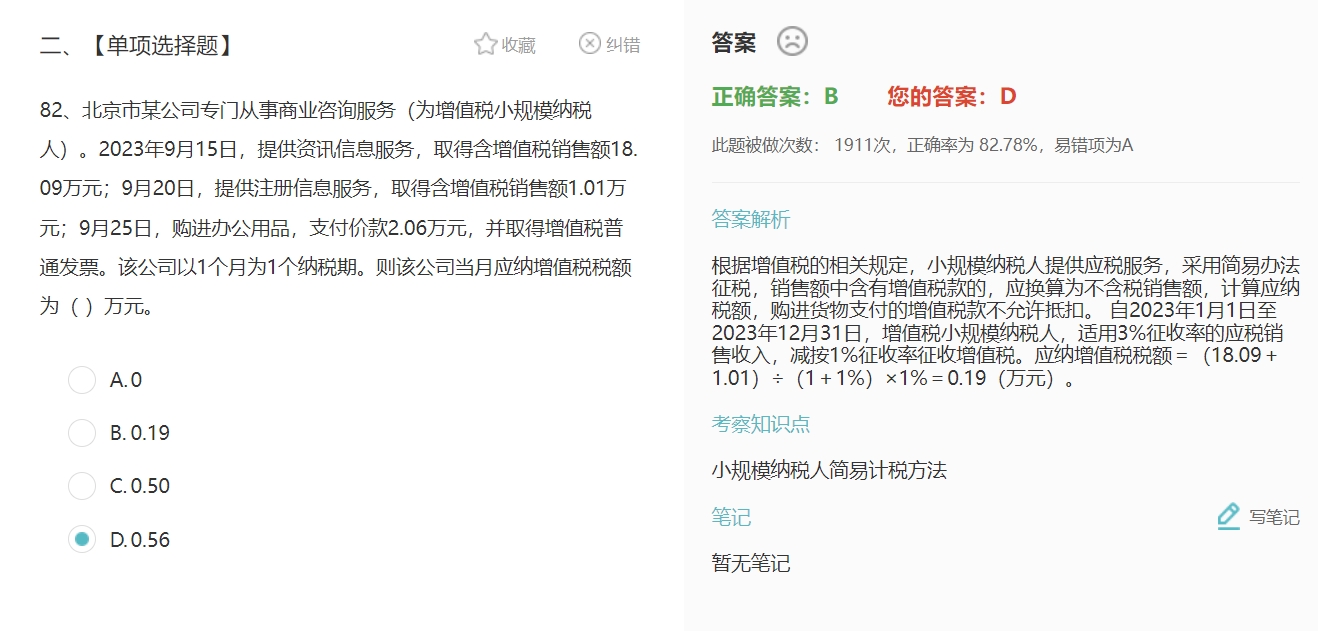 二、【单项选择题】
收藏
纠错
82、北京市某公司专门从事商业咨询服务（为增值税小规模纳税
人）。2023年9月15日，提供资讯信息服务，取得含增值税销售额18.
09万元；9月20日，提供注册信息服务，取得含增值税销售额1.01万
元；9月25日，购进办公用品，支付价款2.06万元，并取得增值税普
通发票。该公司以1个月为1个纳税期。则该公司当月应纳增值税税额
为（ ）万元。
A. 0
B. 0.19
C. 0.50
D. 0.56
答案
正确答案：B
您的答案：D
此题被做次数： 1911次，正确率为 82.78%，易错项为A
答案解析
根据增值税的相关规定，小规模纳税人提供应税服务，采用简易办法
征税，销售额中含有增值税款的，应换算为不含税销售额，计算应纳
税额，购进货物支付的增值税款不允许抵扣。 自2023年1月1日至
2023年12月31日，增值税小规模纳税人，适用3%征收率的应税销
售收入，减按1%征收率征收增值税。应纳增值税税额＝（18.09＋
1.01）÷（1＋1%）×1%＝0.19（万元）。
考察知识点
小规模纳税人简易计税方法
笔记
写笔记
暂无笔记